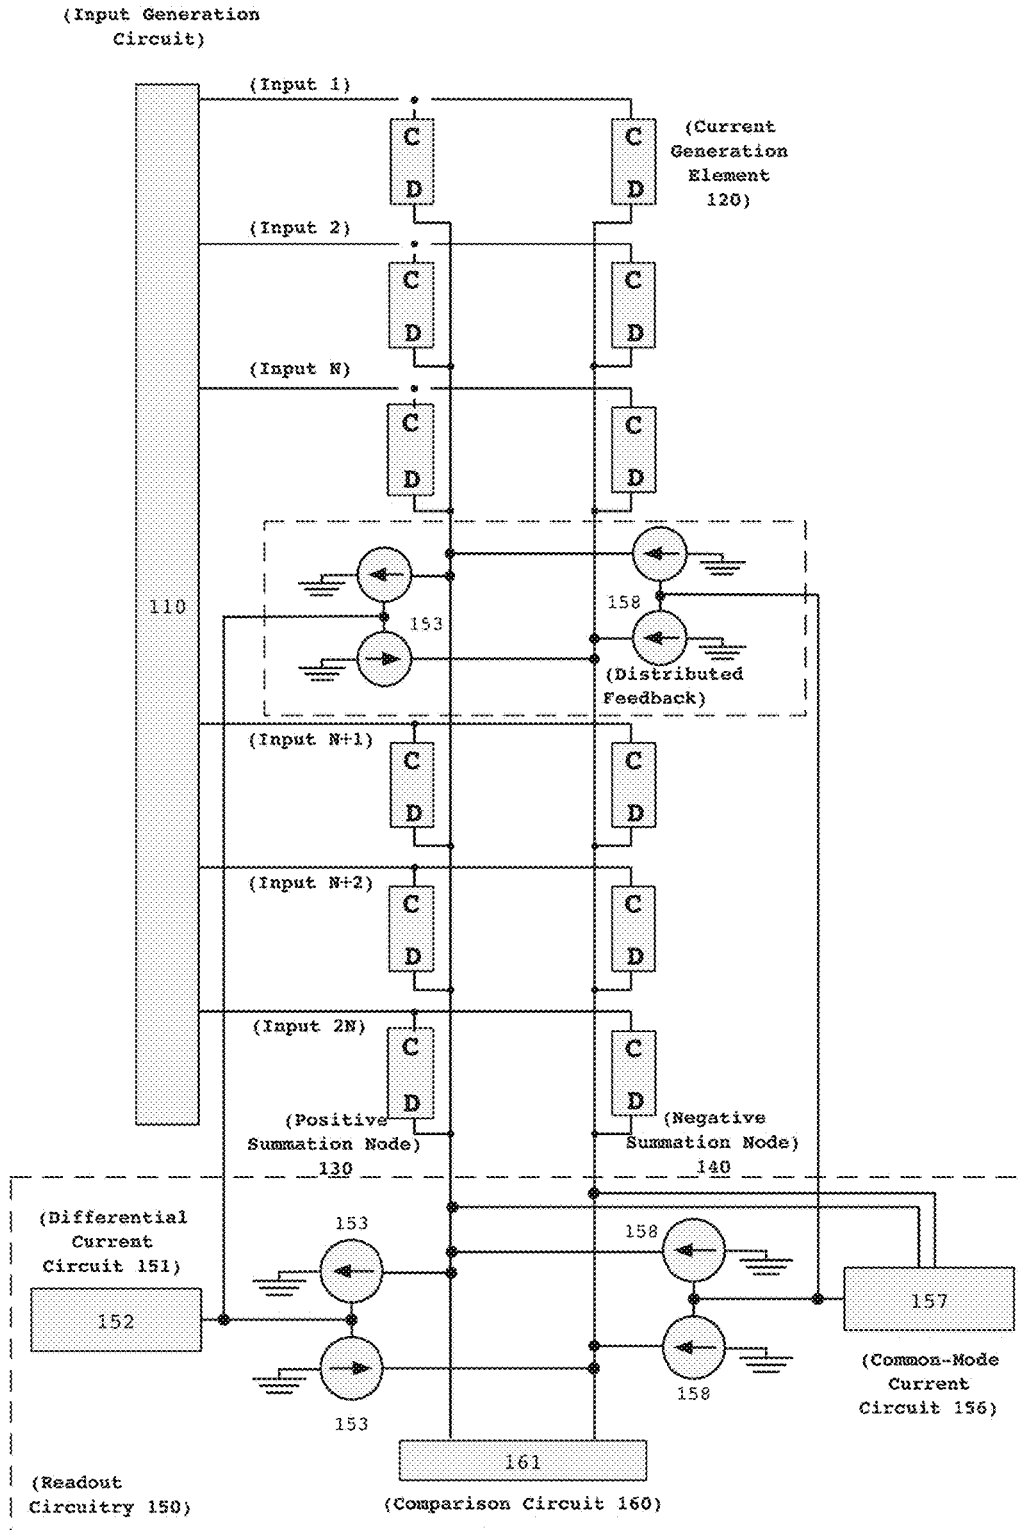 (Input Generation
Circuit)
(Input 1)
C
D
C
D
(Current
Generation
Element
120)
(Input 2)
C
D
C
D
(Input N)
C
D
C
D
110
153
158
(Distributed
Feedback)
(Input N+1)
C
D
C
D
(Input N+2)
C
D
C
D
(Input 2N)
C
D
C
D
(Positive
Summation Node)
130
(Negative
Summation Node)
140
(Differential
Current
Circuit 151)
153
158
152
157
153
158
(Common-Mode
Current
Circuit 156)
161
(Readout
Circuitry 150)
(Comparison Circuit 160)